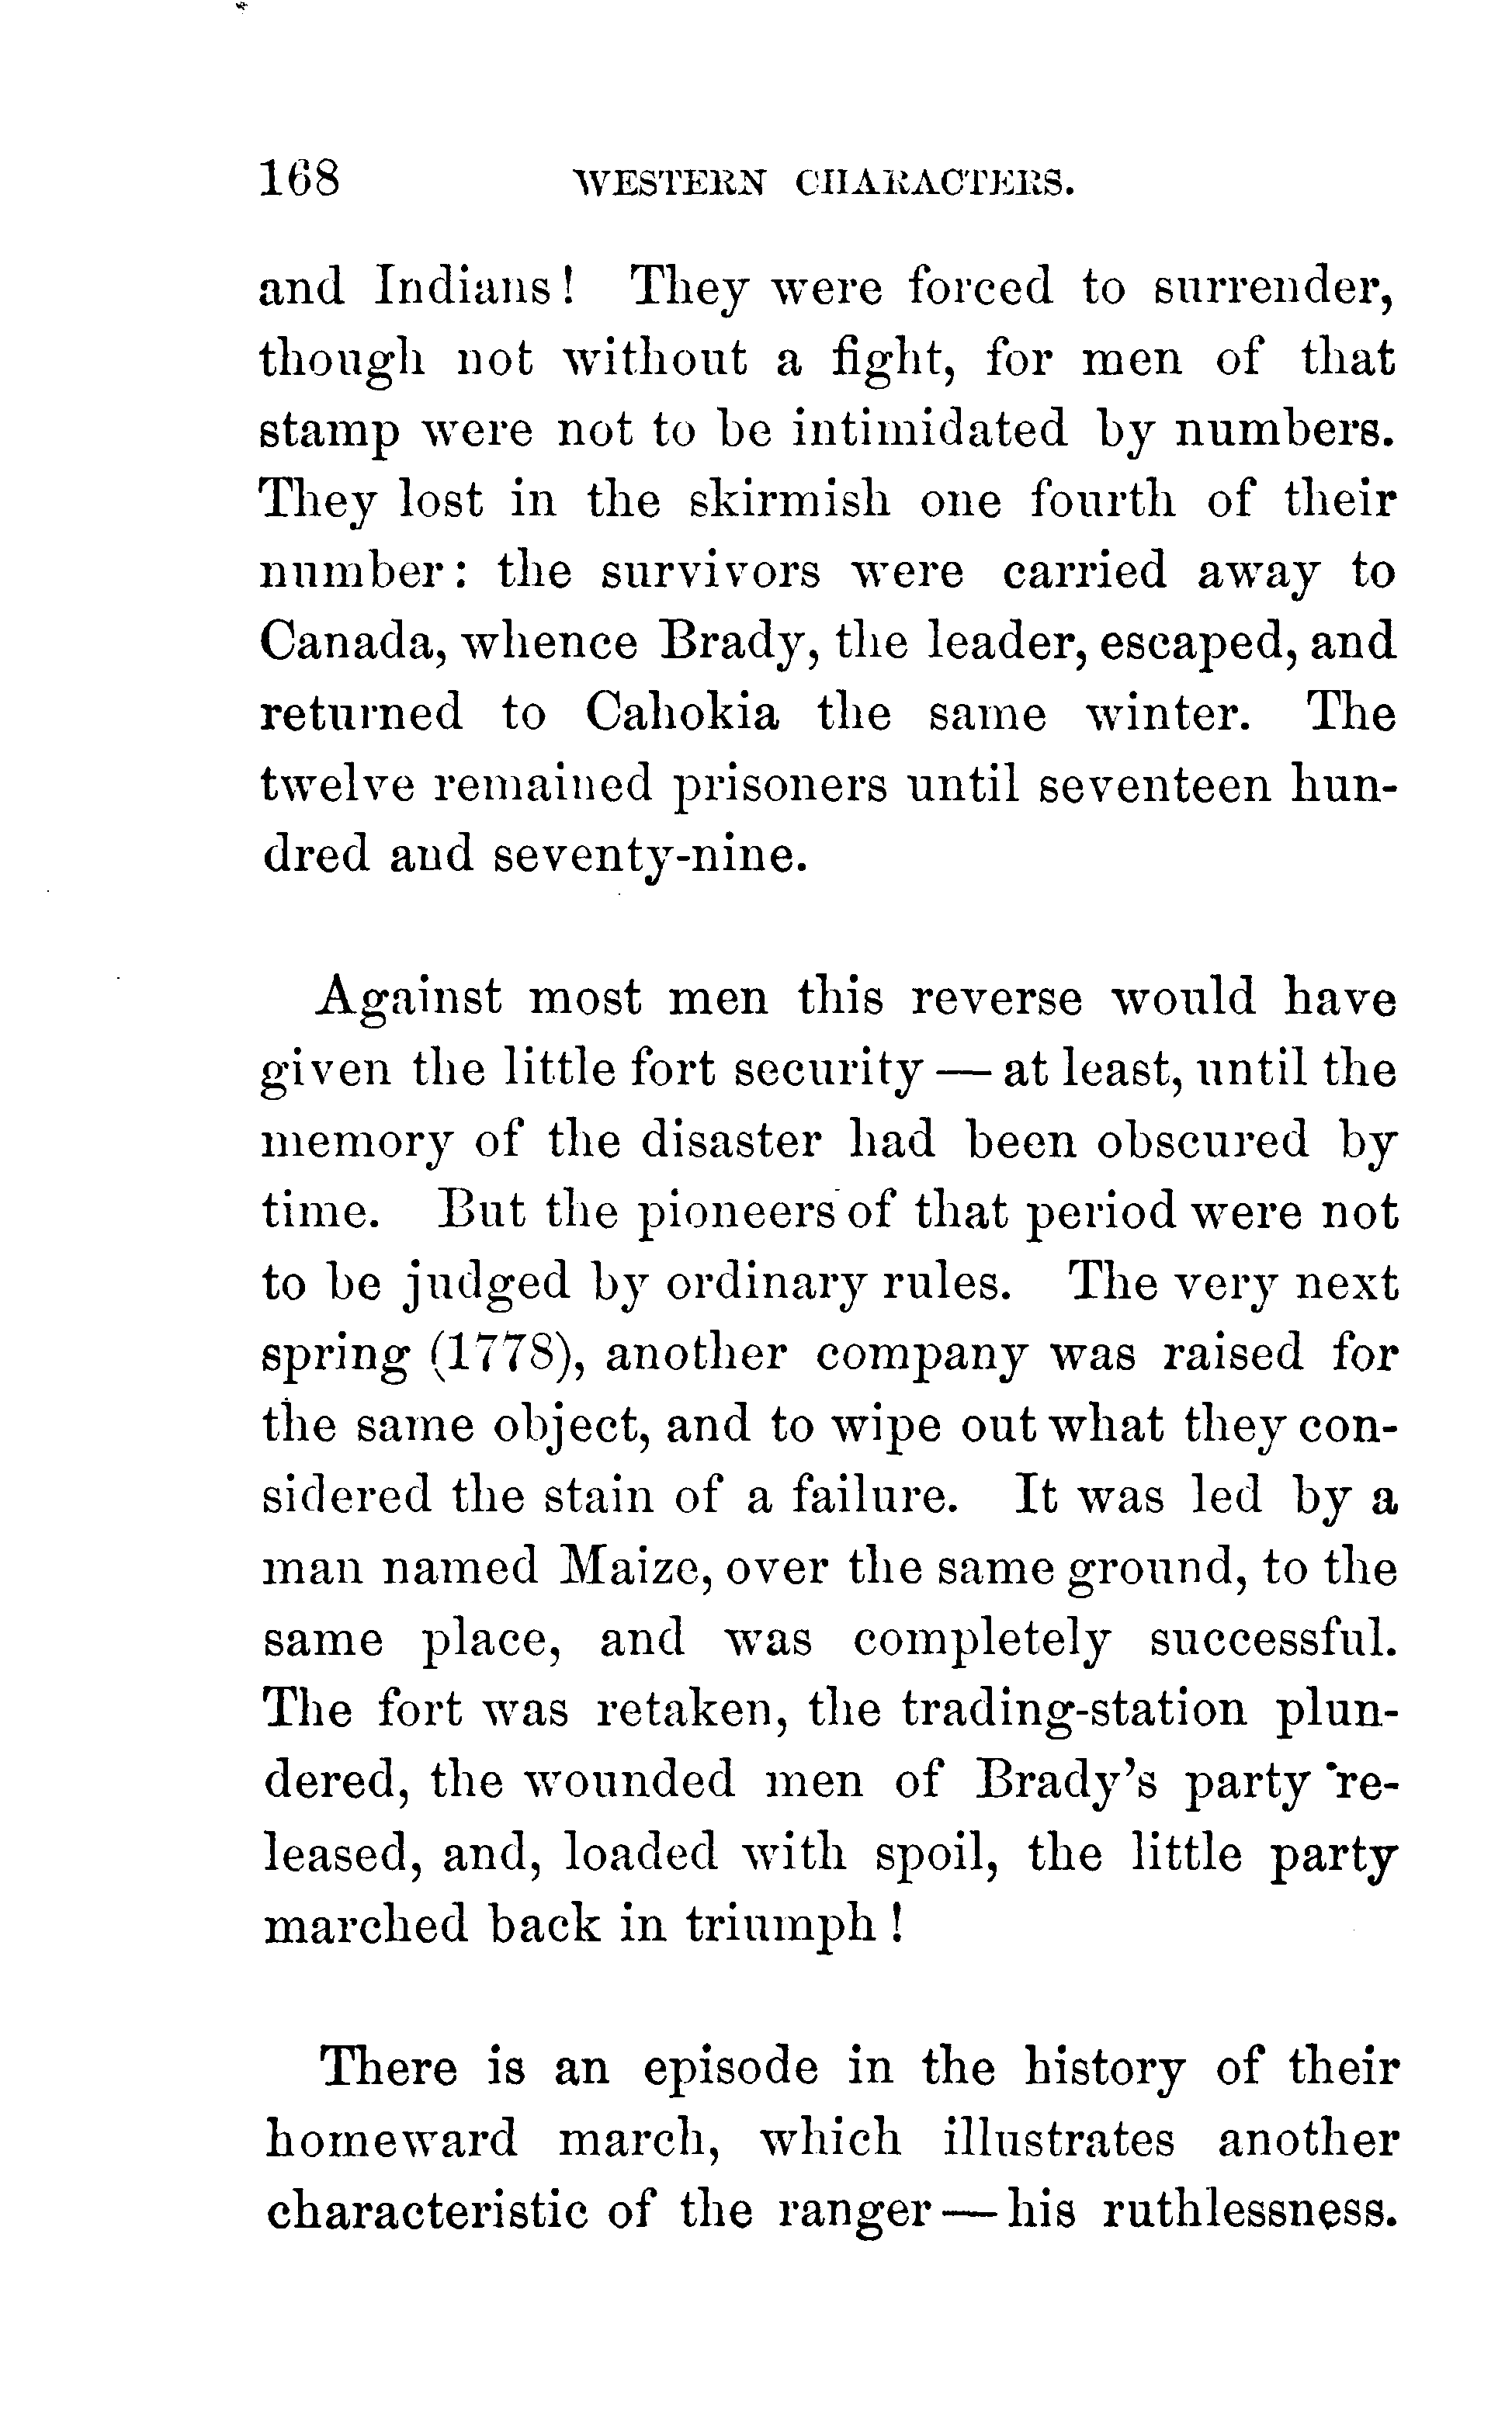 168 WESTERN CHARACTERS.
and Indians! They were forced to surrender,
though not without a fight, for men of that
stamp were not to be intimidated by numbers.
They lost in the skirmish one fourth of their
number: the survivors were carried away to
Canada, whence Brady, the leader, escaped, and
returned to Cahokia the same winter. The
twelve remained prisoners until seventeen hun-
dred and seventy-nine.
Against most men this reverse would have
given the little fort security — at least, until the
memory of the disaster had been obscured by
time. But the pioneers of that period were not
to be judged by ordinary rules. The very next
spring (1778), another company was raised for
the same object, and to wipe out what they con-
sidered the stain of a failure. It was led by a
man named Maize, over the same ground, to the
same place, and was completely successful.
The fort was retaken, the trading-station plun-
dered, the wounded men of Brady's party re-
leased, and, loaded with spoil, the little party
marched back in triumph!
There is an episode in the history of their
homeward march, which illustrates another
characteristic of the ranger — his ruthlessness.